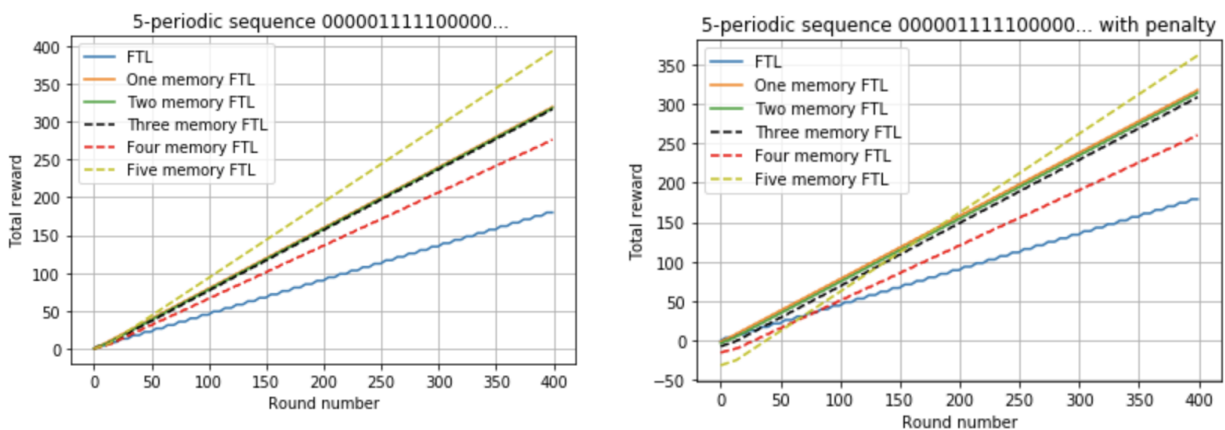 5-periodic sequence 000001111100000...
400
350
300
250
200
150
100
50
0
Total reward
FTL
One memory FTL
Two memory FTL
Three memory FTL
Four memory FTL
Five memory FTL
0 50 100 150 200 250 300 350 400
Round number
5-periodic sequence 000001111100000... with penalty
350
300
250
200
150
100
50
0
−50
Total reward
FTL
One memory FTL
Two memory FTL
Three memory FTL
Four memory FTL
Five memory FTL
0 50 100 150 200 250 300 350 400
Round number